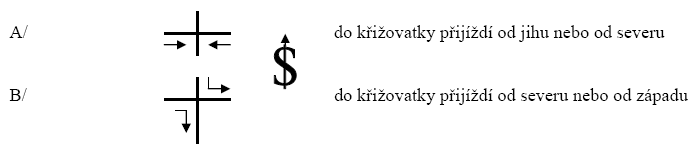 A/ do křižovatky přijíždí od jihu nebo od severu
$
B/ do křižovatky přijíždí od severu nebo od západu